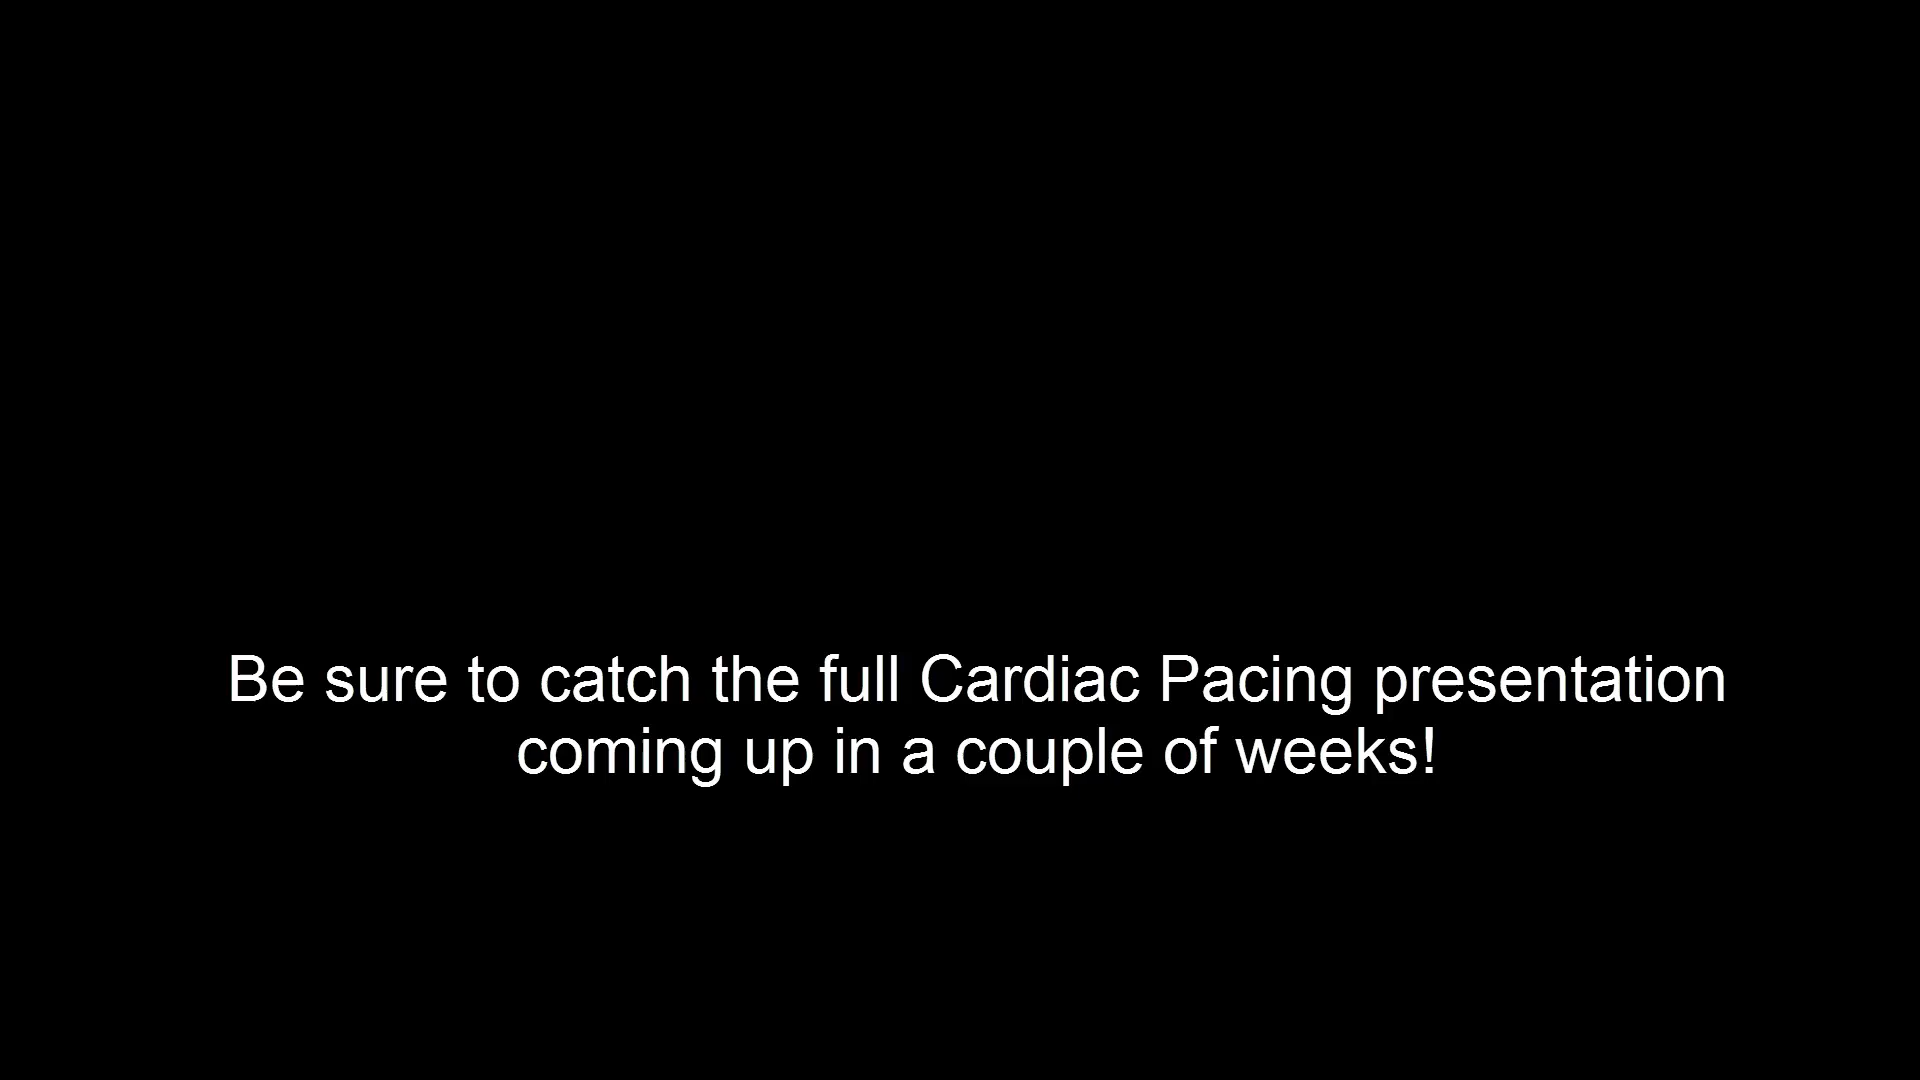 Be sure to catch the full Cardiac Pacing presentation
coming up in a couple of weeks!